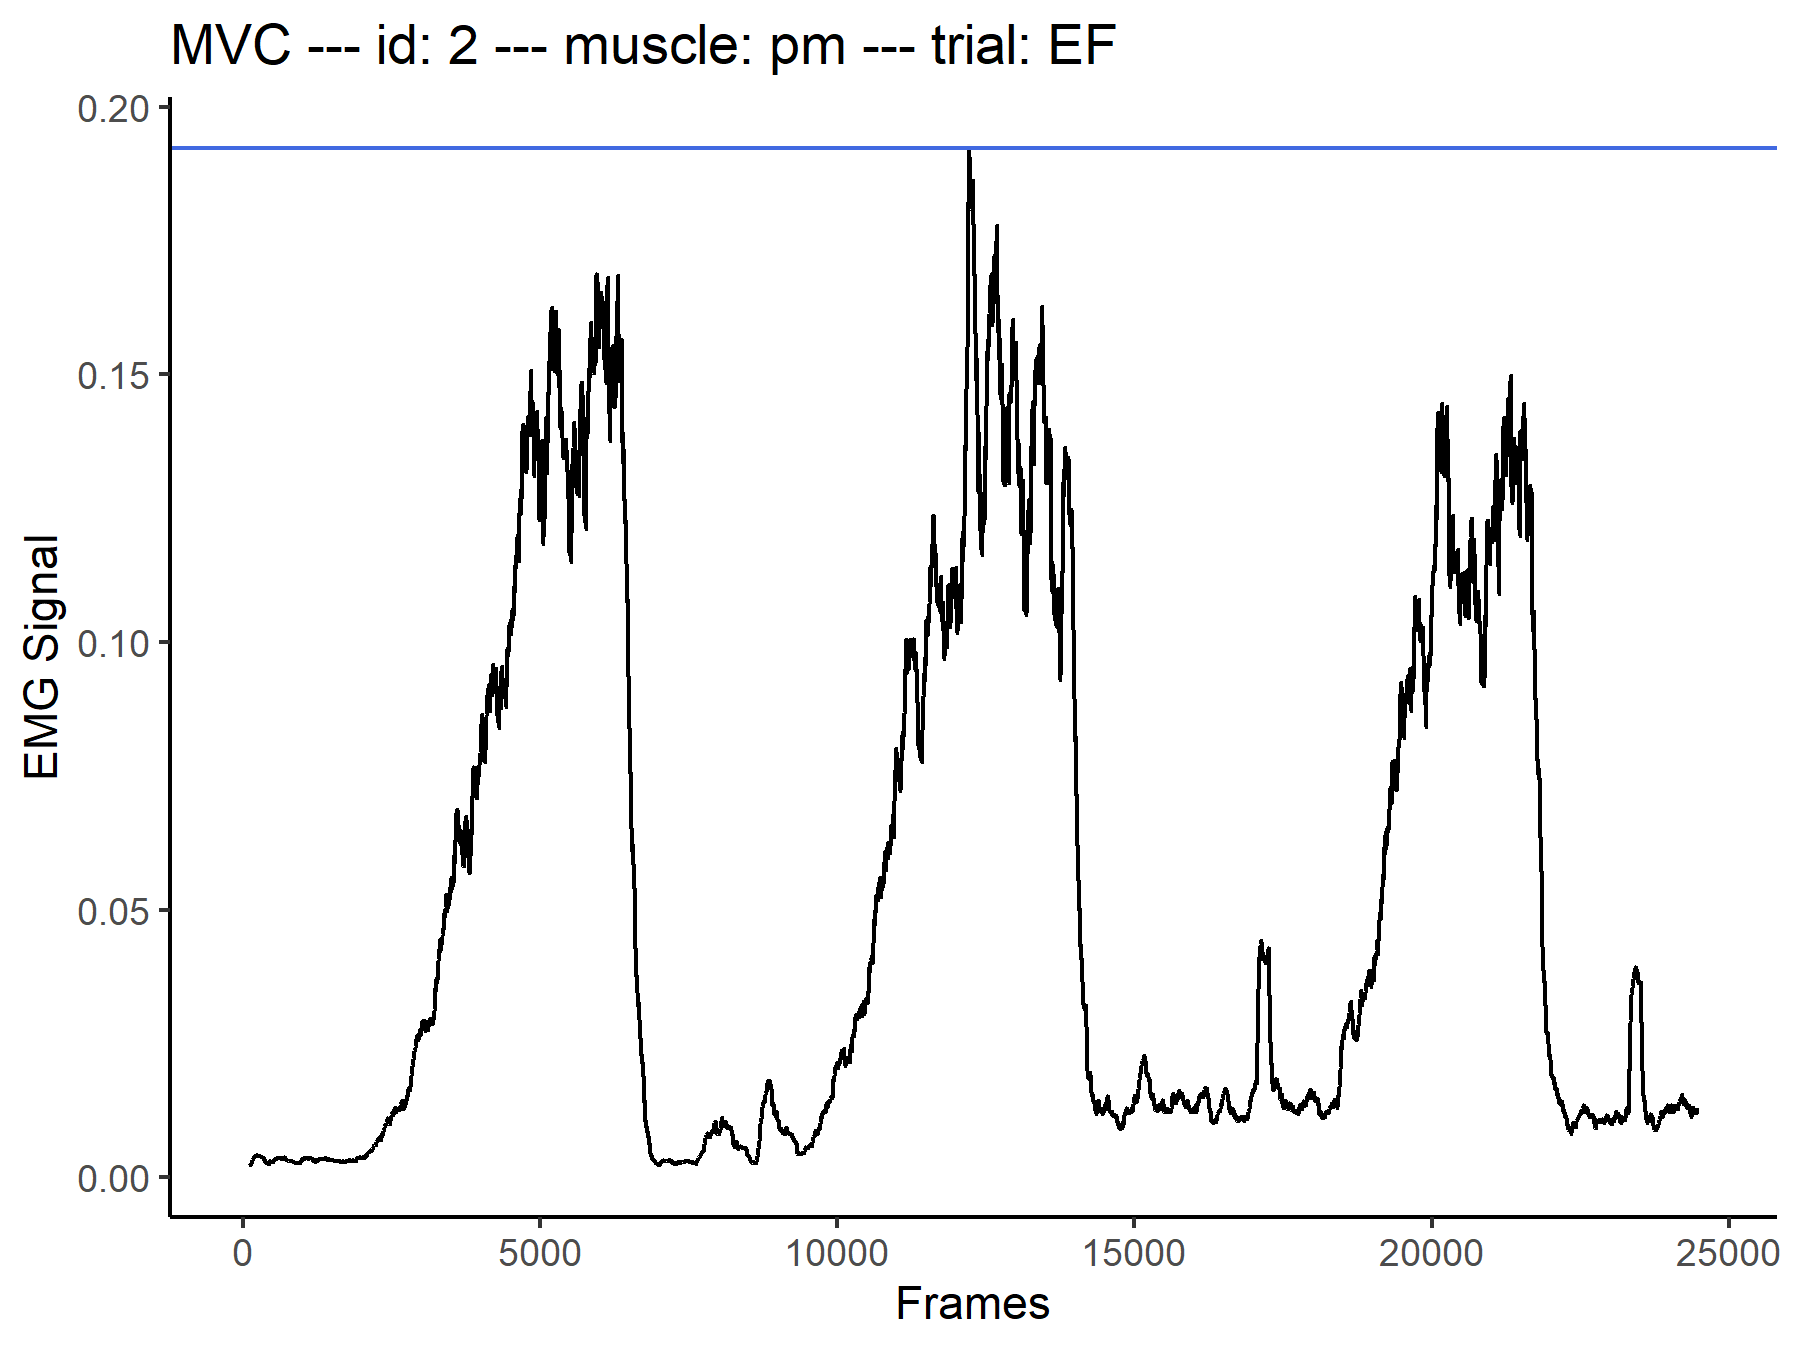 MVC --- id: 2 --- muscle: pm --- trial: EF
0.20
0.15
0.10
0.05
0.00
EMG Signal
0 5000 10000 15000 20000 25000
Frames